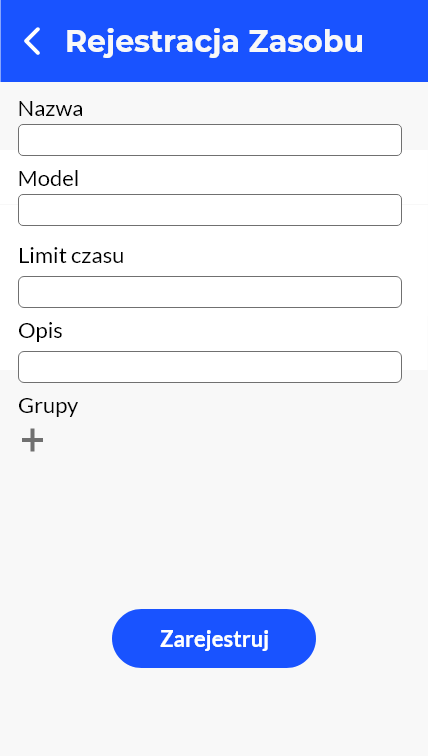 Rejestracja Zasobu
Nazwa
Model
Limit czasu
Opis
Grupy
Zarejestruj